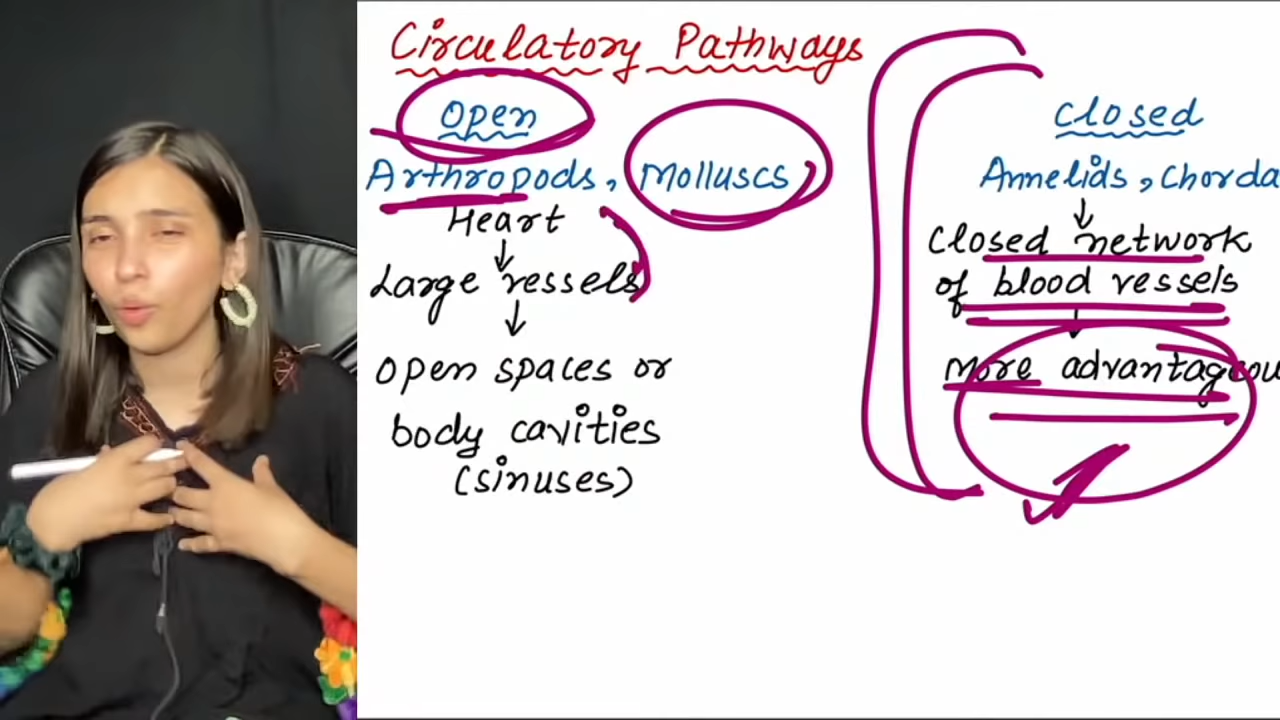 Circulatory Pathways
Open
Arthropods, Molluscs
Heart
↓
Large vessels
↓
Open spaces or
body cavities
(sinuses)
Closed
Annelids, Chorda
↓
Closed network
of blood vessels
↓
More advantageou